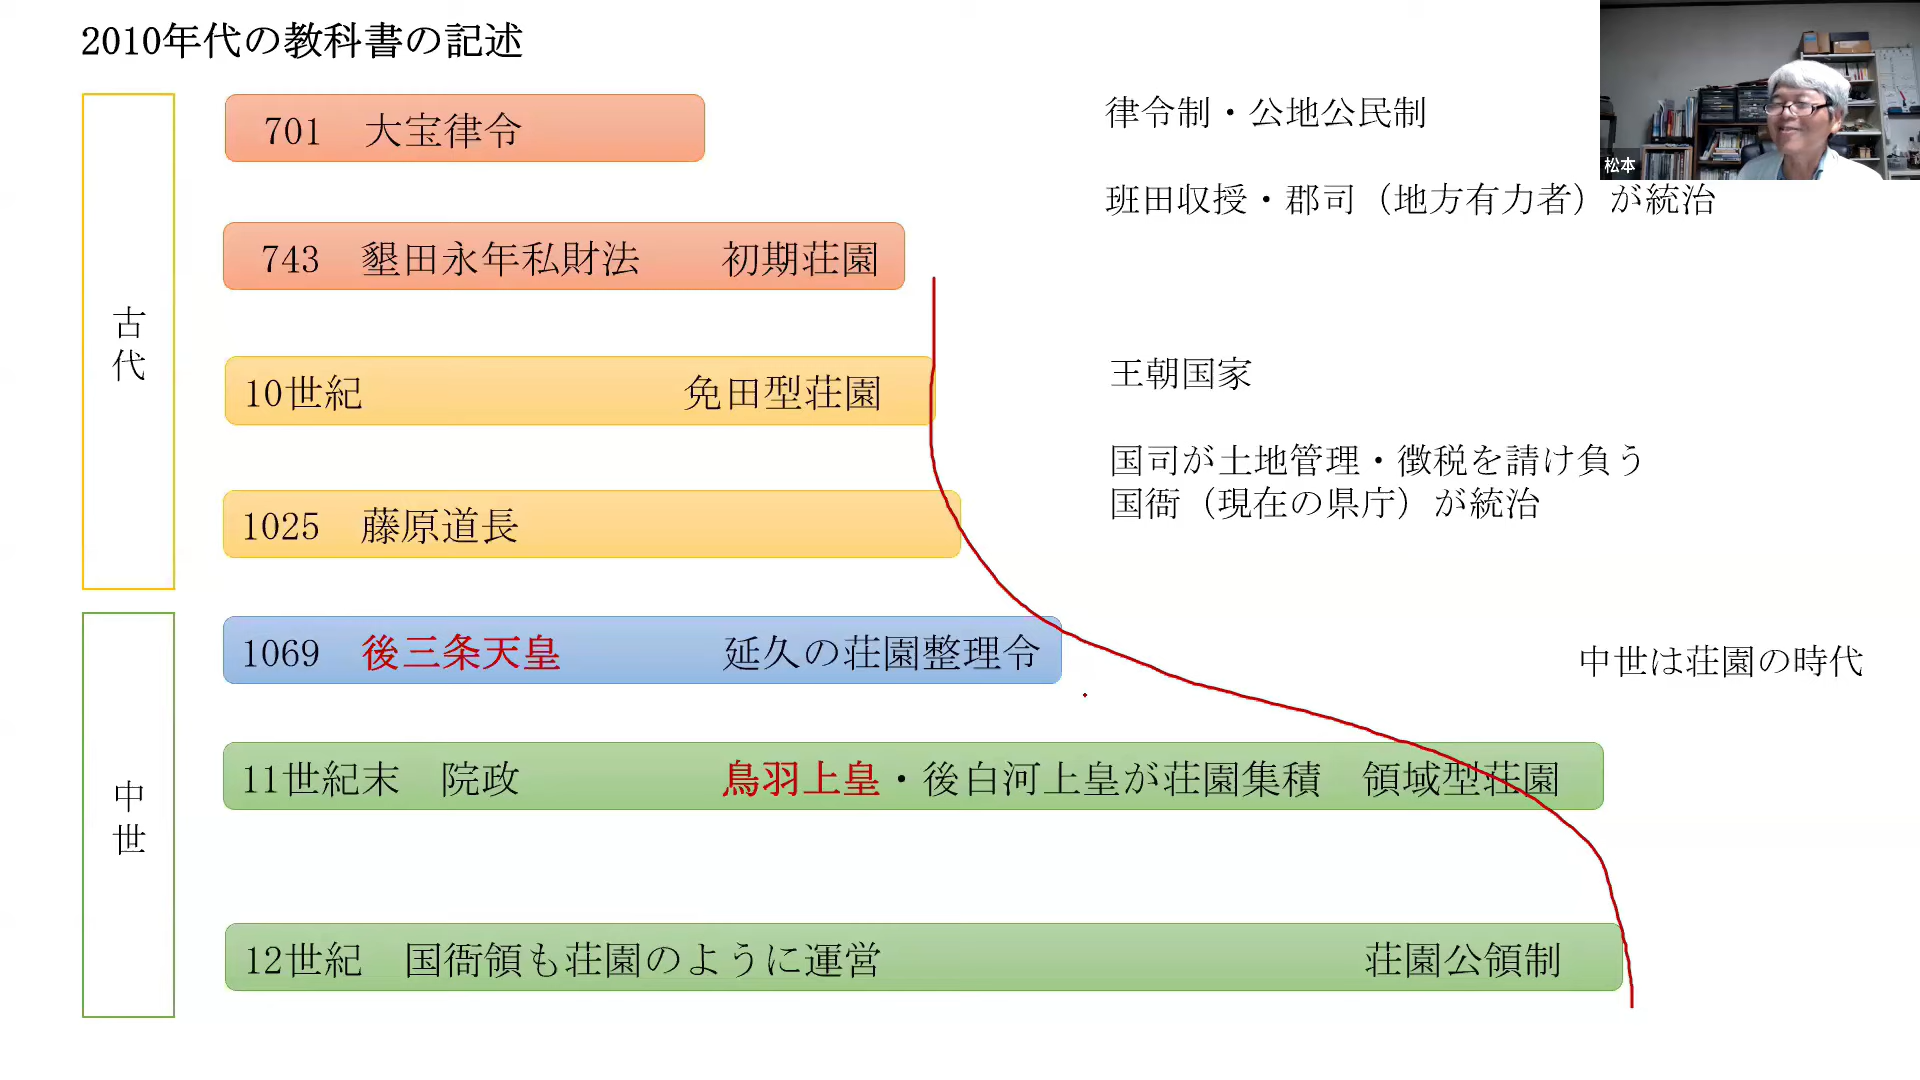 2010年代の教科書の記述
古代
701 大宝律令
律令制・公地公民制
松本
班田収授・郡司（地方有力者）が統治
743 墾田永年私財法 初期荘園
10世紀 免田型荘園
王朝国家
国司が土地管理・徴税を請け負う
国衙（現在の県庁）が統治
1025 藤原道長
中世
1069 後三条天皇 延久の荘園整理令
中世は荘園の時代
11世紀末 院政 鳥羽上皇・後白河上皇が荘園集積 領域型荘園
12世紀 国衙領も荘園のように運営 荘園公領制